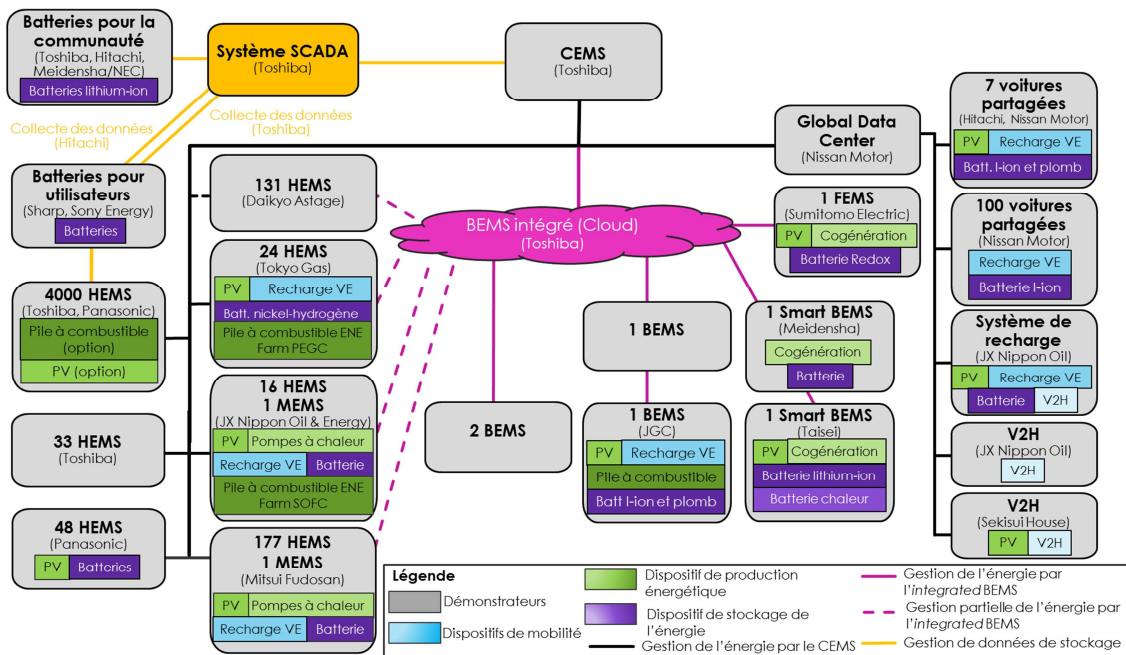 Batteries pour la
communauté
(Toshiba, Hitachi,
Meidensha/NEC)
Batteries lithium-ion
Système SCADA
(Toshiba)
CEMS
(Toshiba)
Collecte des données
(Hitachi)
Collecte des données
(Toshiba)
Batteries pour
utilisateurs
(Sharp, Sony Energy)
Batteries
4000 HEMS
(Toshiba, Panasonic)
Pile à combustible
(option)
PV (option)
33 HEMS
(Toshiba)
48 HEMS
(Panasonic)
PV
Batteries
131 HEMS
(Daikyo Astage)
24 HEMS
(Tokyo Gas)
PV
Recharge VE
Batt. nickel-hydrogène
Pile à combustible ENE
Farm PEGC
16 HEMS
1 MEMS
(JX Nippon Oil & Energy)
PV
Pompes à chaleur
Recharge VE
Batterie
Pile à combustible ENE
Farm SOFC
177 HEMS
1 MEMS
(Mitsui Fudosan)
PV
Pompes à chaleur
Recharge VE
Batterie
BEMS intégré (Cloud)
(Toshiba)
2 BEMS
1 BEMS
1 BEMS
(JGC)
PV
Recharge VE
Pile à combustible
Batt l-ion et plomb
Global Data
Center
(Nissan Motor)
1 FEMS
(Sumitomo Electric)
PV
Cogénération
Batterie Redox
1 Smart BEMS
(Meidensha)
Cogénération
Batterie
1 Smart BEMS
(Taisei)
PV
Cogénération
Batterie lithium-ion
Batterie chaleur
7 voitures
partagées
(Hitachi, Nissan Motor)
PV
Recharge VE
Batt. l-ion et plomb
100 voitures
partagées
(Nissan Motor)
Recharge VE
Batterie l-ion
Système de
recharge
(JX Nippon Oil)
PV
Recharge VE
Batterie
V2H
V2H
(JX Nippon Oil)
V2H
V2H
(Sekisui House)
PV
V2H
Légende
Démonstrateurs
Dispositifs de mobilité
Dispositif de production
énergétique
Dispositif de stockage de
l'énergie
Gestion de l'énergie par le CEMS
Gestion de l'énergie par
l'integrated BEMS
Gestion partielle de l'énergie par
l'integrated BEMS
Gestion de données de stockage